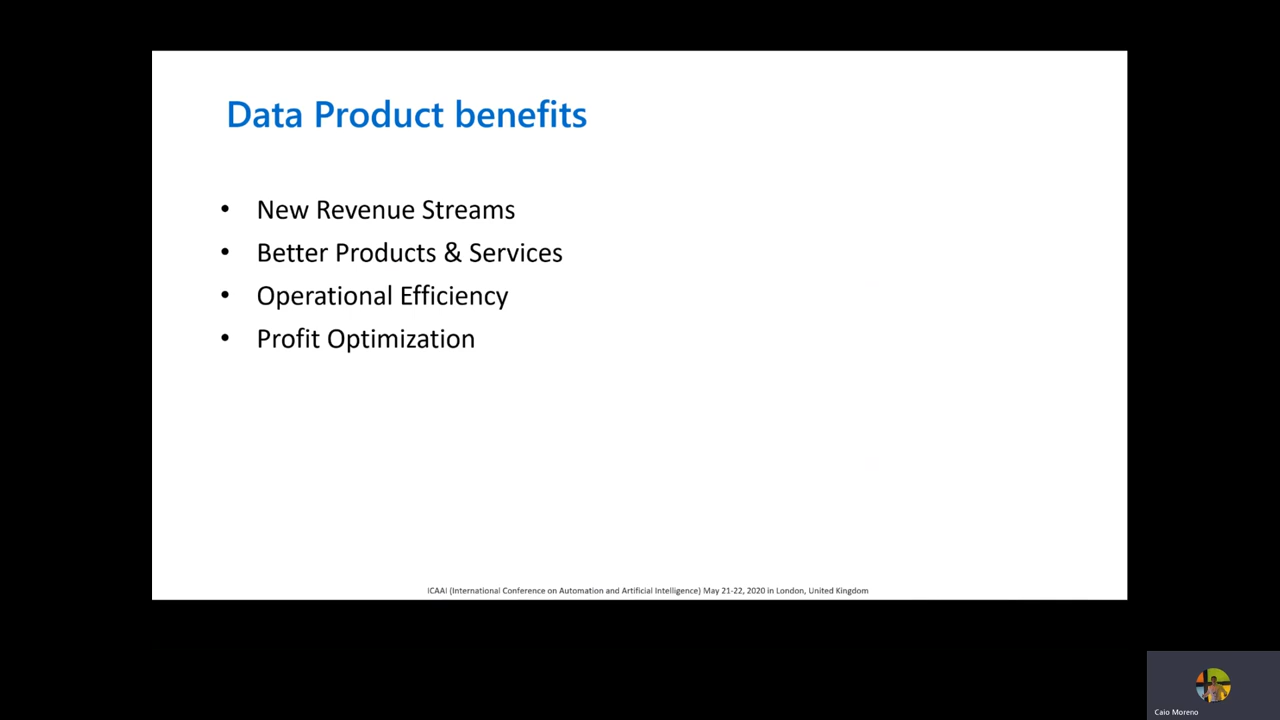 Data Product benefits
• New Revenue Streams
• Better Products & Services
• Operational Efficiency
• Profit Optimization
ICAAI (International Conference on Automation and Artificial Intelligence) May 21-22, 2020 in London, United Kingdom
Caio Moreno